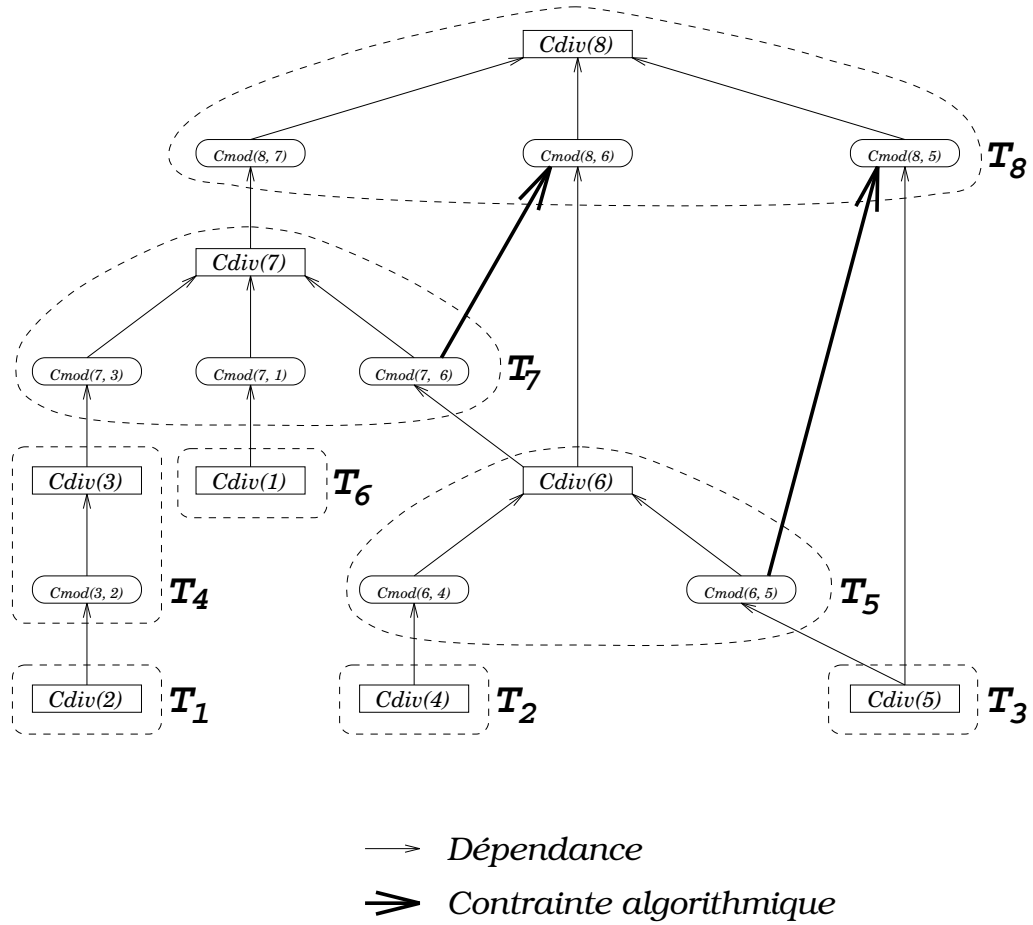 Cdiv(8)
Cmod(8, 7)
Cmod(8, 6)
Cmod(8, 5)
T8
Cdiv(7)
Cmod(7, 3)
Cmod(7, 1)
Cmod(7, 6)
T7
Cdiv(3)
Cdiv(1)
T6
Cdiv(6)
Cmod(3, 2)
T4
Cmod(6, 4)
Cmod(6, 5)
T5
Cdiv(2)
T1
Cdiv(4)
T2
Cdiv(5)
T3
Dépendance
Contrainte algorithmique